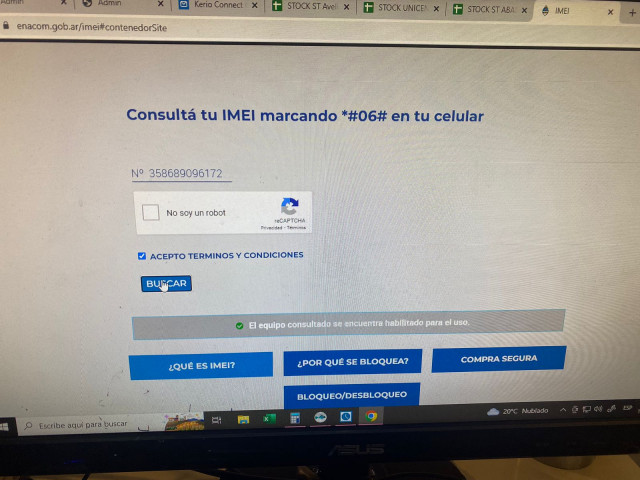 Admin
Admin
Kerio Connect
STOCK ST Avel
STOCK UNICEN
STOCK ST ABA
IMEI
enacom.gob.ar/imei#contenedorSite
Consultá tu IMEI marcando *#06# en tu celular
Nº 358689096172
No soy un robot
reCAPTCHA
Privacidad - Términos
ACEPTO TERMINOS Y CONDICIONES
BUSCAR
El equipo consultado se encuentra habilitado para el uso.
¿QUÉ ES IMEI?
¿POR QUÉ SE BLOQUEA?
COMPRA SEGURA
BLOQUEO/DESBLOQUEO
Escribe aquí para buscar
20°C Nublado
ESP
ASUS